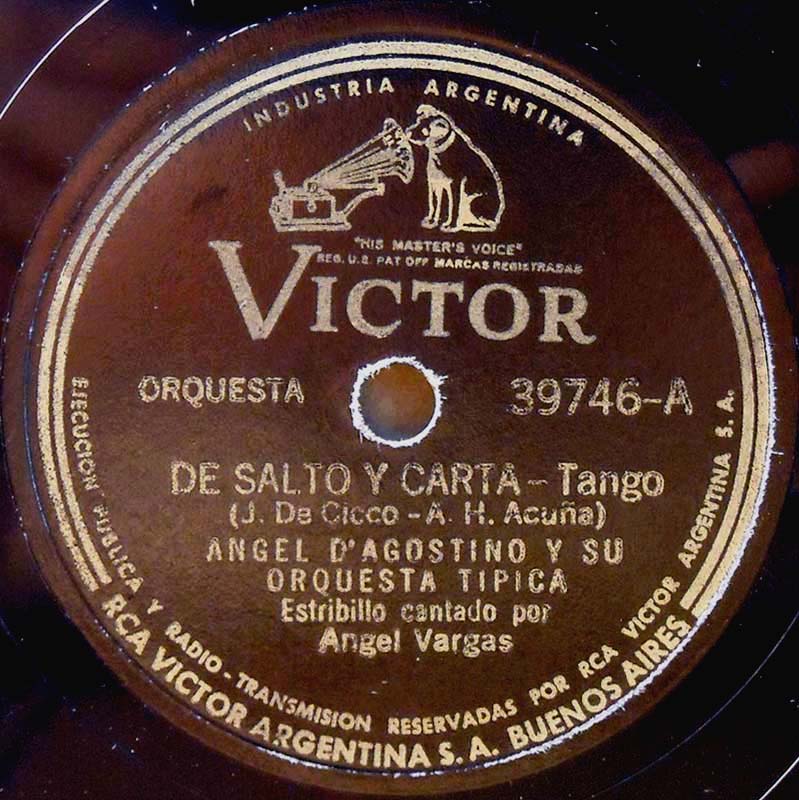 INDUSTRIA ARGENTINA
"HIS MASTER'S VOICE"
REG. U.S. PAT OFF MARCAS REGISTRADAS
VICTOR
ORQUESTA
39746-A
DE SALTO Y CARTA - Tango
(J. De Cicco - A. H. Acuña)
ANGEL D'AGOSTINO Y SU
ORQUESTA TIPICA
Estribillo cantado por
Angel Vargas
EJECUCION PUBLICA Y RADIO-TRANSMISION RESERVADAS POR RCA VICTOR ARGENTINA S. A.
RCA VICTOR ARGENTINA S. A. BUENOS AIRES